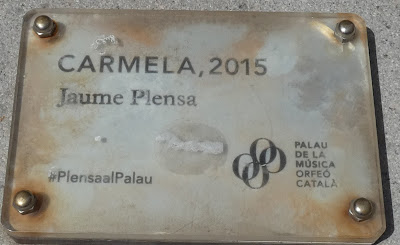 CARMELA, 2015
Jaume Plensa
PALAU
DE LA
MÚSICA
ORFEÓ
CATALÀ
#PlensaalPalau